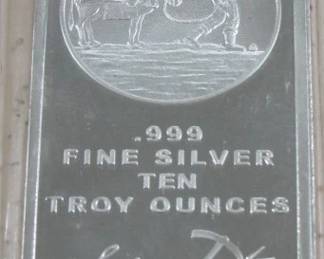 .999
FINE SILVER
TEN
TROY OUNCES